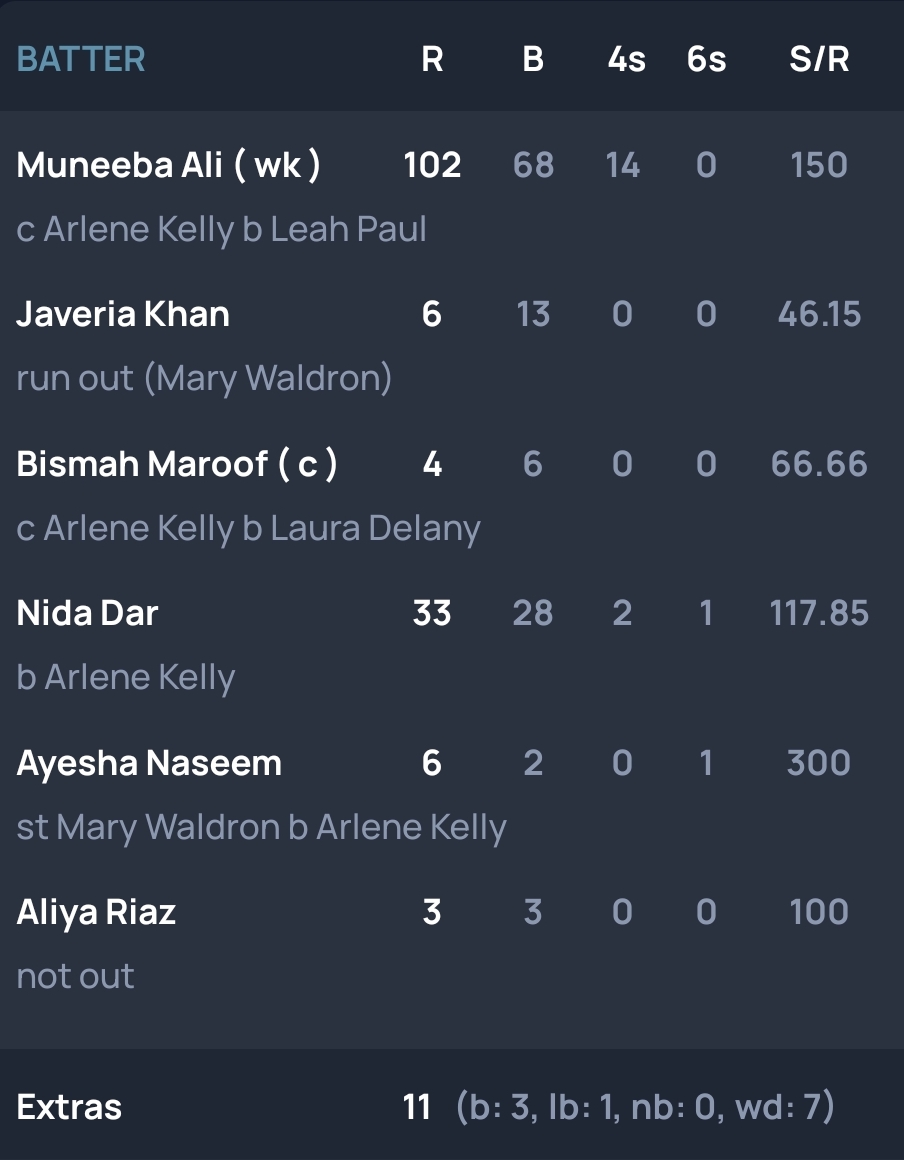 BATTER R B 4s 6s S/R
Muneeba Ali ( wk ) 102 68 14 0 150
c Arlene Kelly b Leah Paul
Javeria Khan 6 13 0 0 46.15
run out (Mary Waldron)
Bismah Maroof ( c ) 4 6 0 0 66.66
c Arlene Kelly b Laura Delany
Nida Dar 33 28 2 1 117.85
b Arlene Kelly
Ayesha Naseem 6 2 0 1 300
st Mary Waldron b Arlene Kelly
Aliya Riaz 3 3 0 0 100
not out
Extras 11 (b: 3, lb: 1, nb: 0, wd: 7)